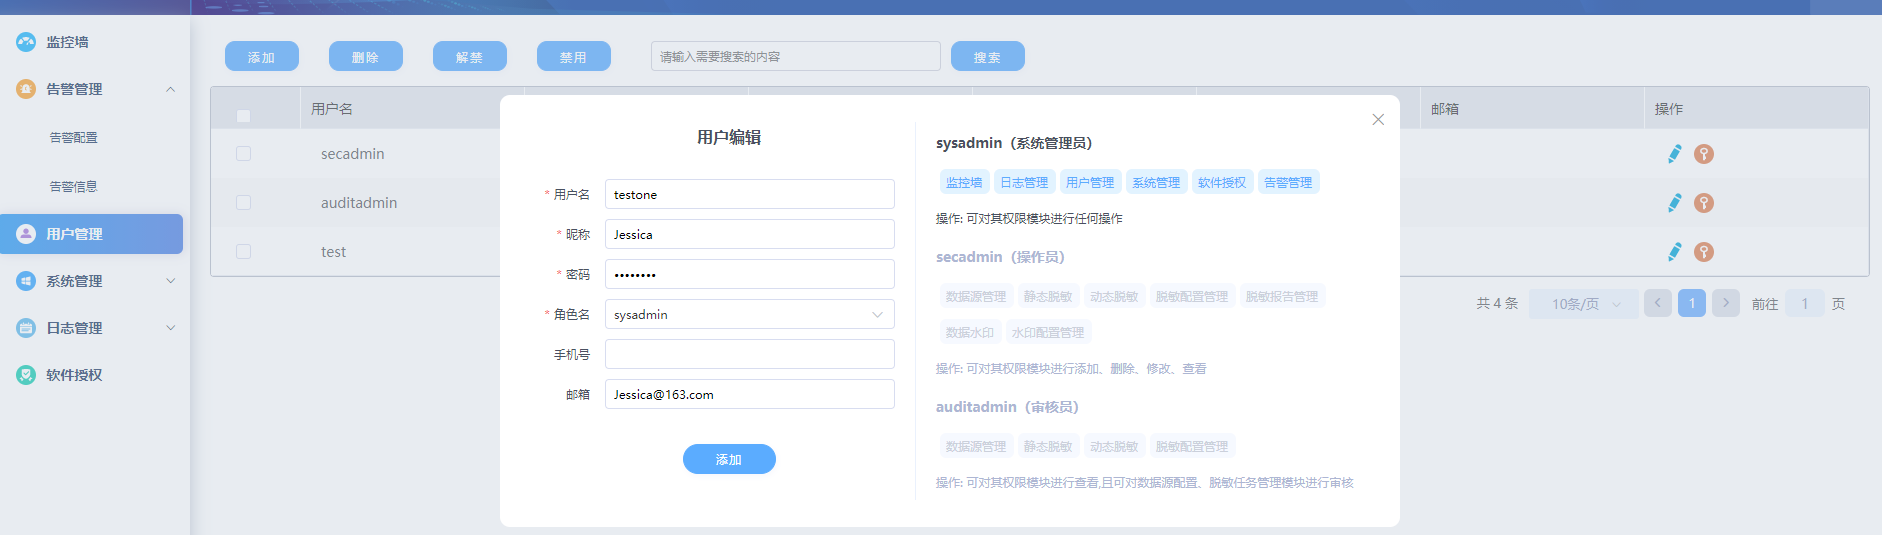 监控墙
告警管理
告警配置
告警信息
用户管理
系统管理
日志管理
软件授权
添加 删除 解禁 禁用 请输入需要搜索的内容 搜索
用户名 邮箱 操作
secadmin
auditadmin
test
共 4 条 10条/页 1 前往 1 页
用户编辑
* 用户名 testone
* 昵称 Jessica
* 密码 ••••••••
* 角色名 sysadmin
手机号
邮箱 Jessica@163.com
添加
sysadmin（系统管理员）
监控墙 日志管理 用户管理 系统管理 软件授权 告警管理
操作: 可对其权限模块进行任何操作
secadmin（操作员）
数据源管理 静态脱敏 动态脱敏 脱敏配置管理 脱敏报告管理
数据水印 水印配置管理
操作: 可对其权限模块进行添加、删除、修改、查看
auditadmin（审核员）
数据源管理 静态脱敏 动态脱敏 脱敏配置管理
操作: 可对其权限模块进行查看,且可对数据源配置、脱敏任务管理模块进行审核